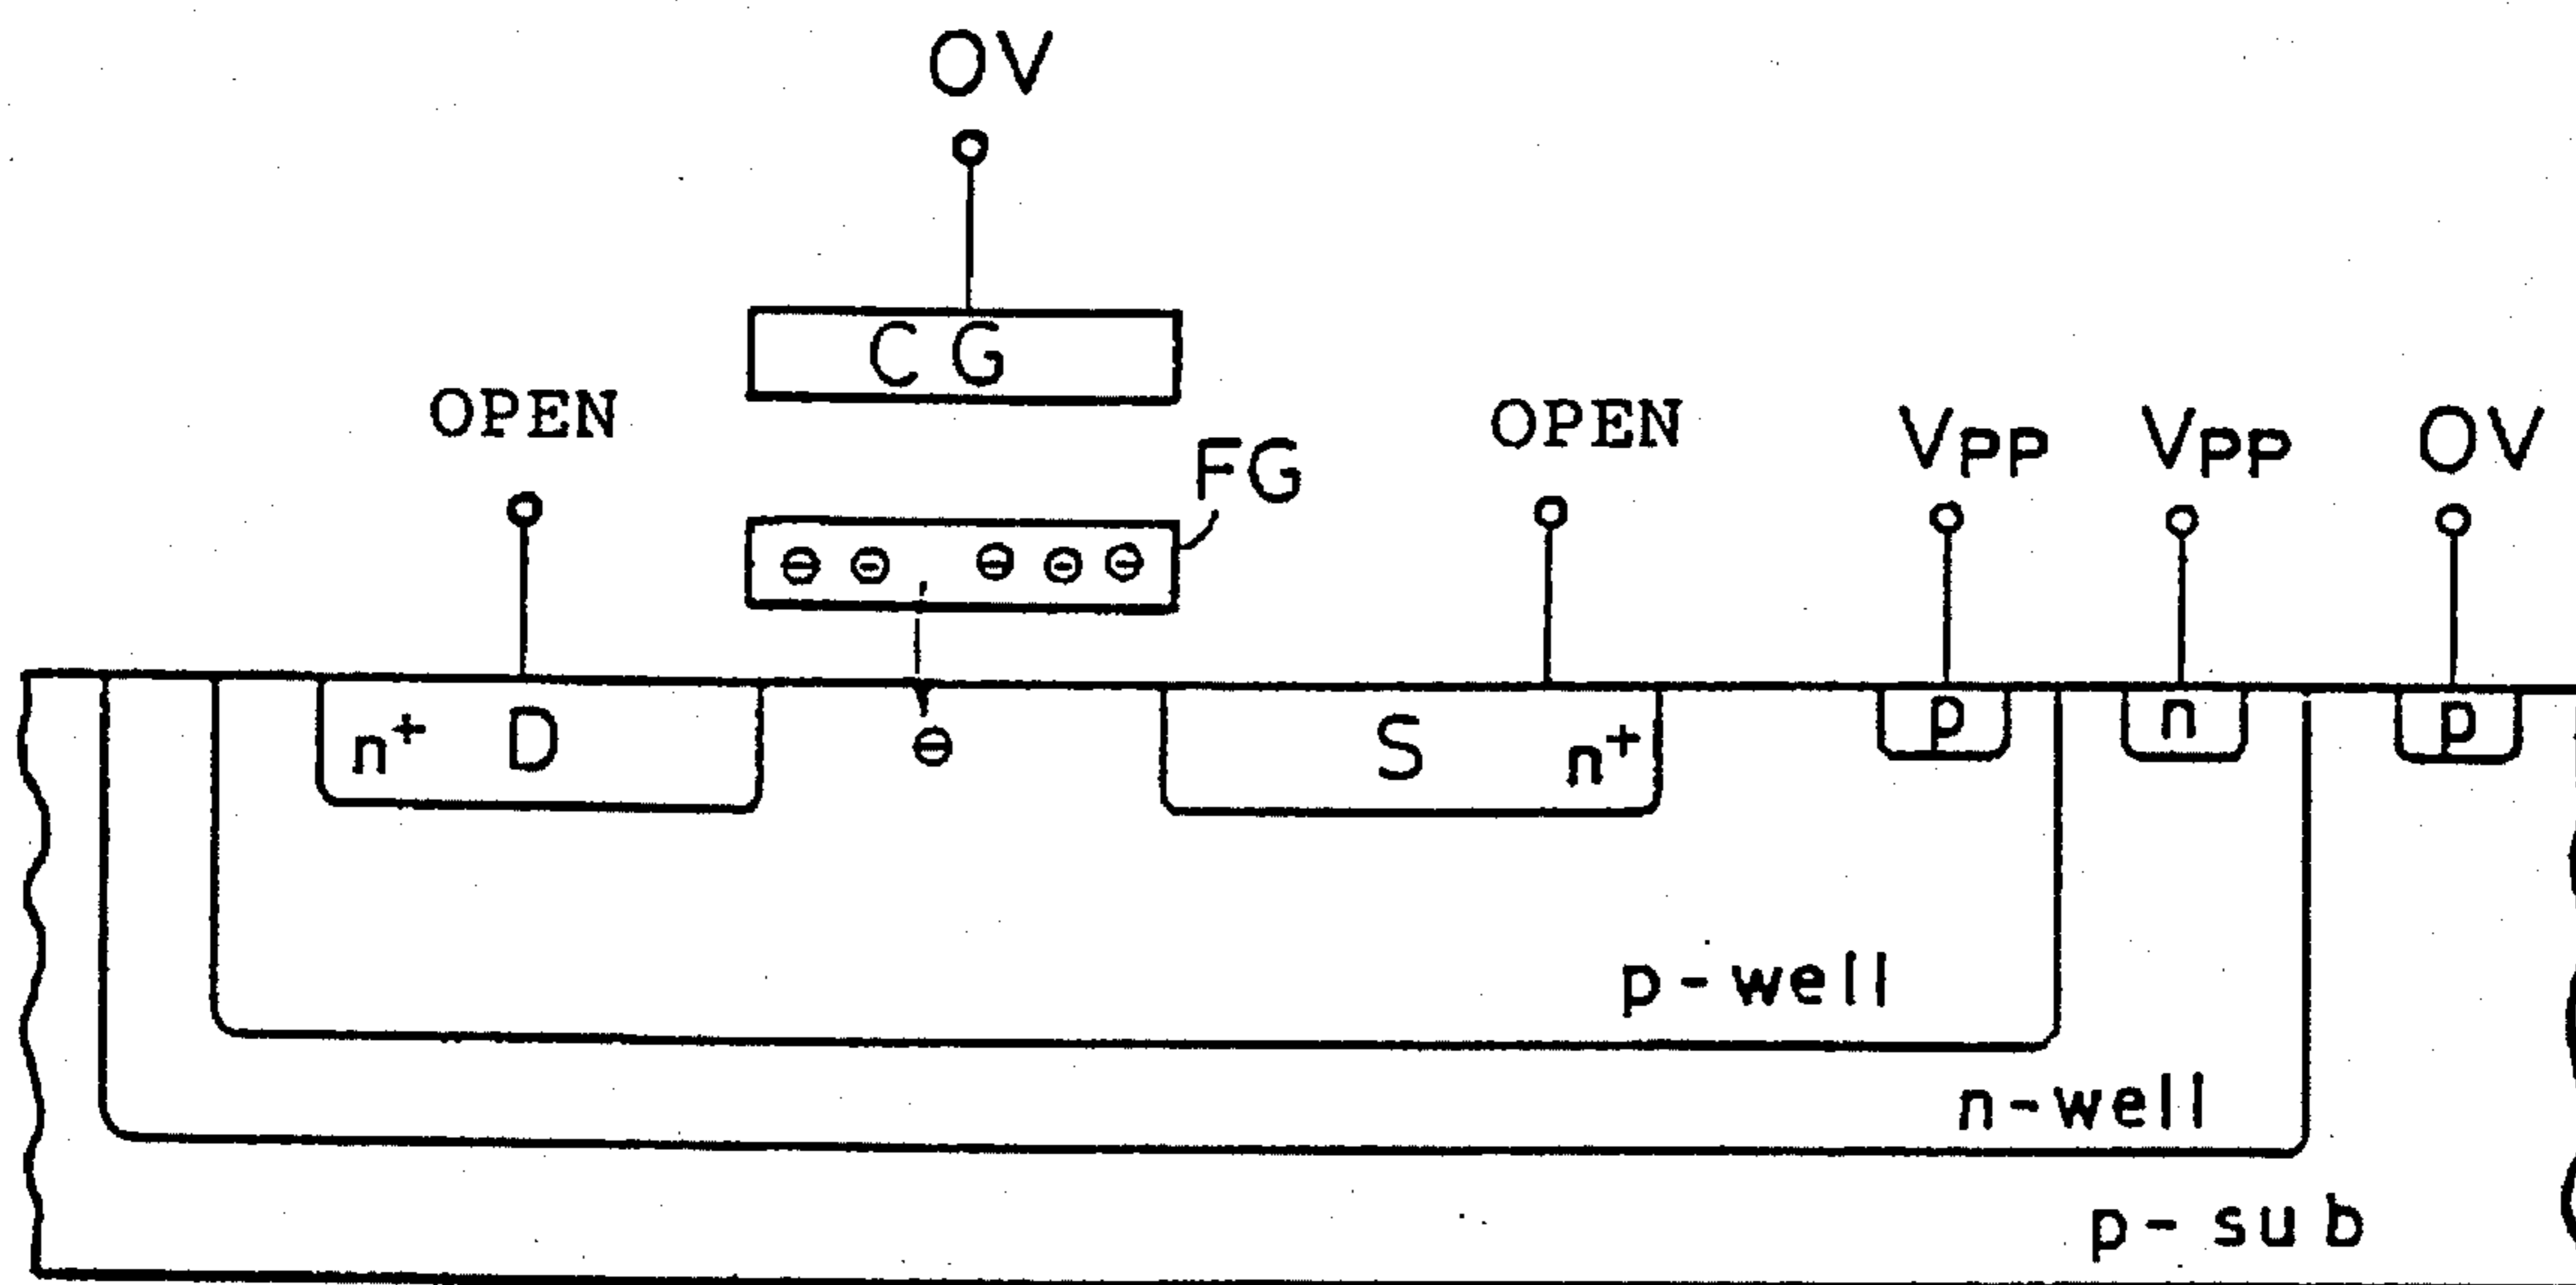 OV
CG
OPEN
FG
OPEN
VPP
VPP
OV
n+ D
S n+
p
n
p
p-well
n-well
p-sub